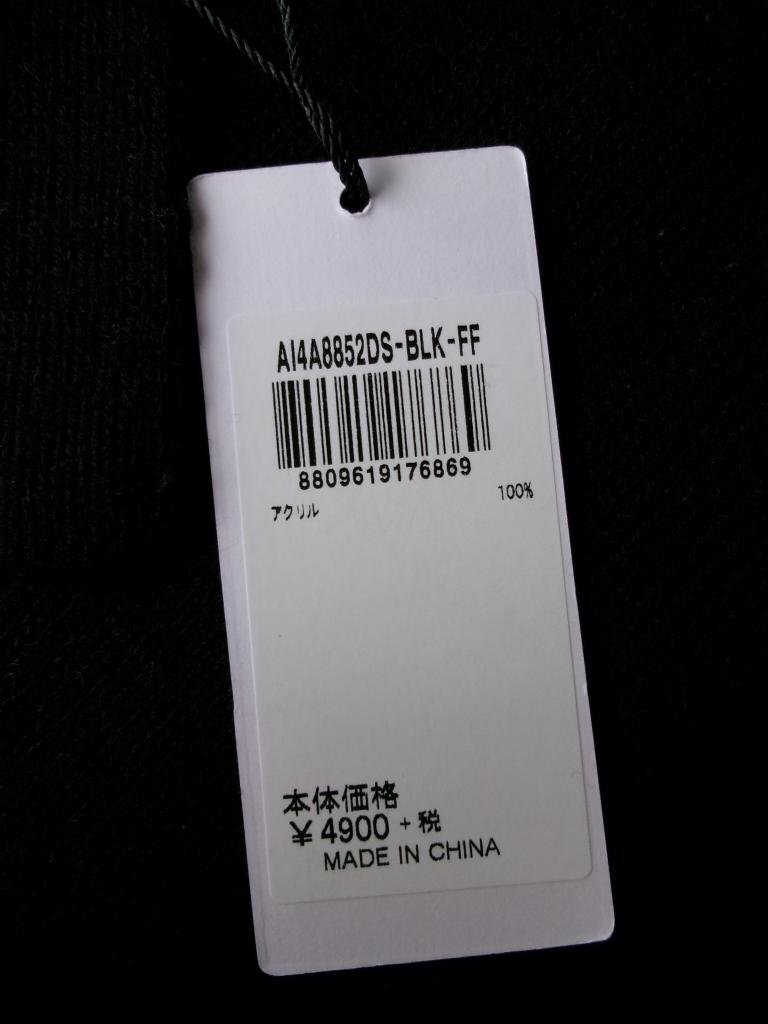 AI4A8852DS-BLK-FF
8809619176869
アクリル 100%
本体価格
¥4900+税
MADE IN CHINA